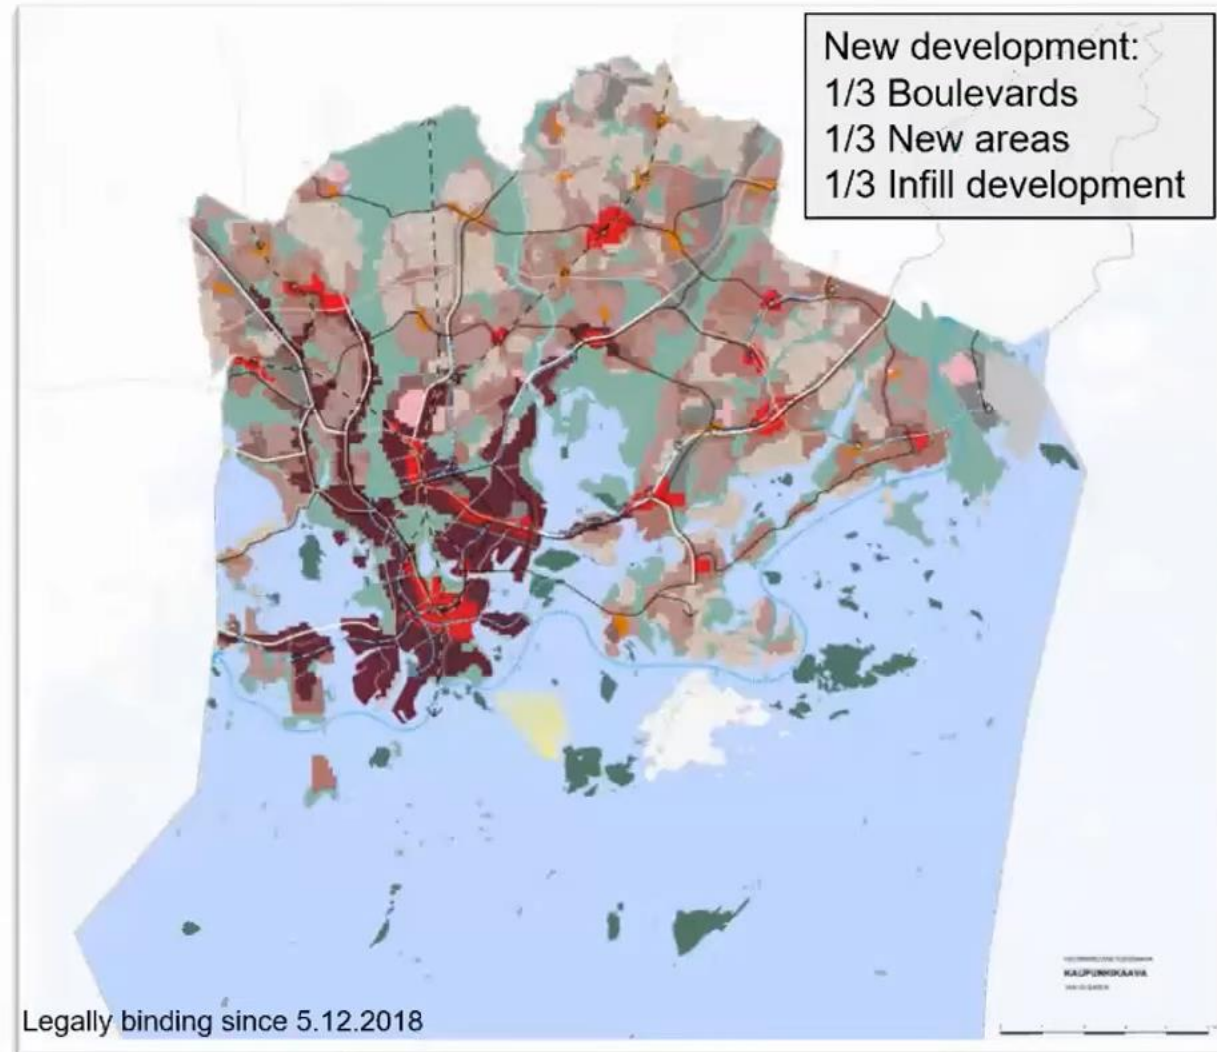 New development:
1/3 Boulevards
1/3 New areas
1/3 Infill development
KAUPUNKIKAAVA
Legally binding since 5.12.2018